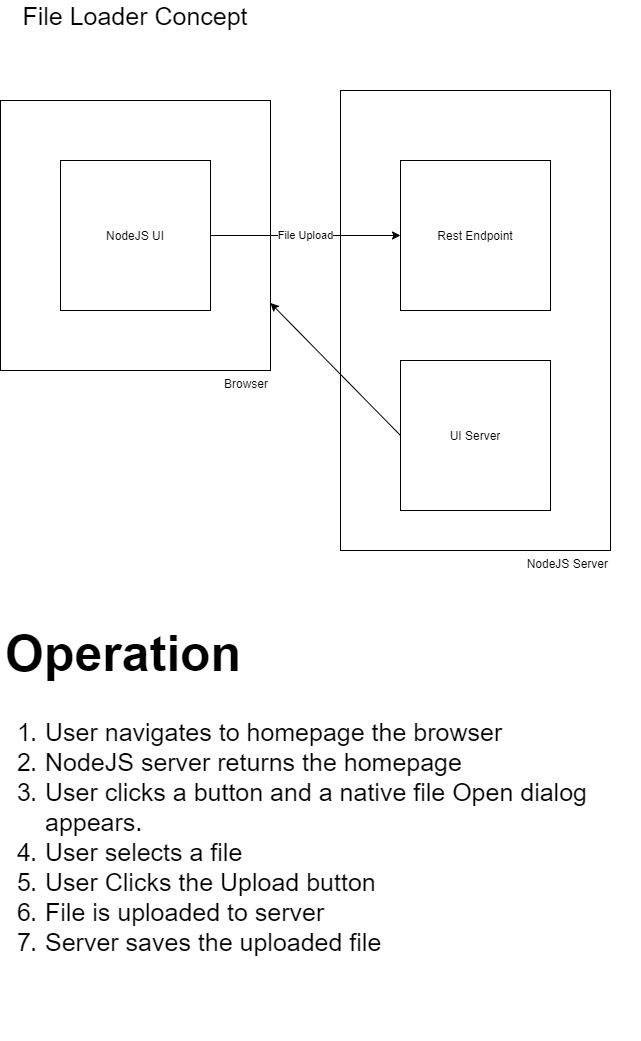 File Loader Concept
NodeJS UI
File Upload
Rest Endpoint
Browser
UI Server
NodeJS Server
Operation
1. User navigates to homepage the browser
2. NodeJS server returns the homepage
3. User clicks a button and a native file Open dialog
appears.
4. User selects a file
5. User Clicks the Upload button
6. File is uploaded to server
7. Server saves the uploaded file